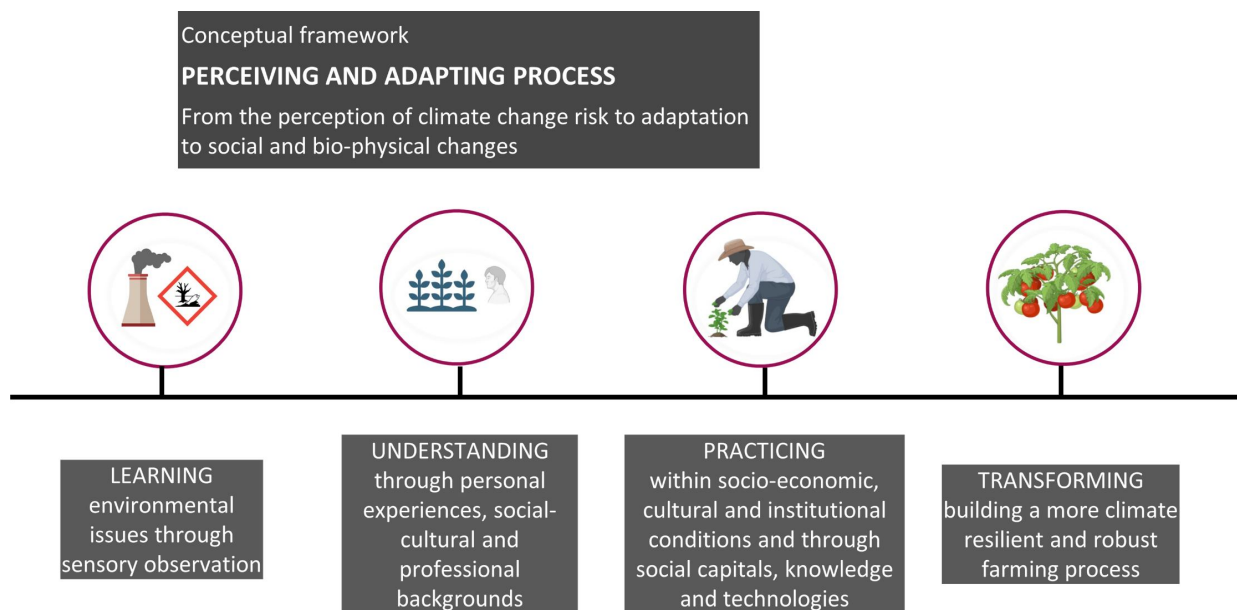 Conceptual framework
PERCEIVING AND ADAPTING PROCESS
From the perception of climate change risk to adaptation
to social and bio-physical changes
LEARNING
environmental
issues through
sensory observation
UNDERSTANDING
through personal
experiences, social-
cultural and
professional
backgrounds
PRACTICING
within socio-economic,
cultural and institutional
conditions and through
social capitals, knowledge
and technologies
TRANSFORMING
building a more climate
resilient and robust
farming process